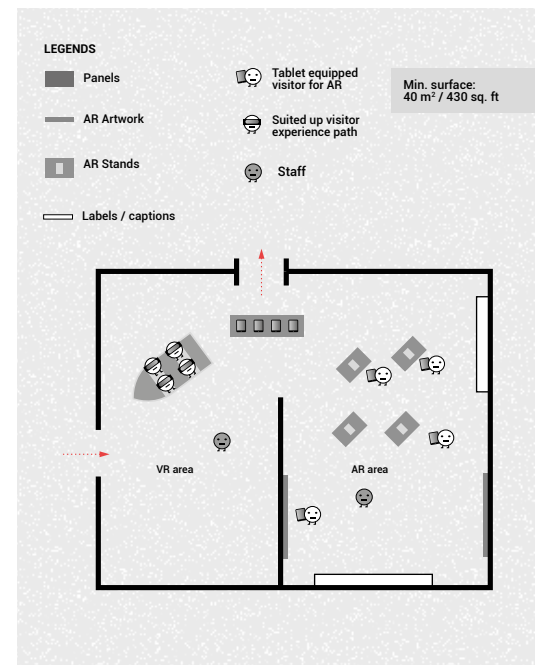 LEGENDS
Panels
AR Artwork
AR Stands
Labels / captions
Tablet equipped
visitor for AR
Suited up visitor
experience path
Staff
Min. surface:
40 m² / 430 sq. ft
VR area
AR area